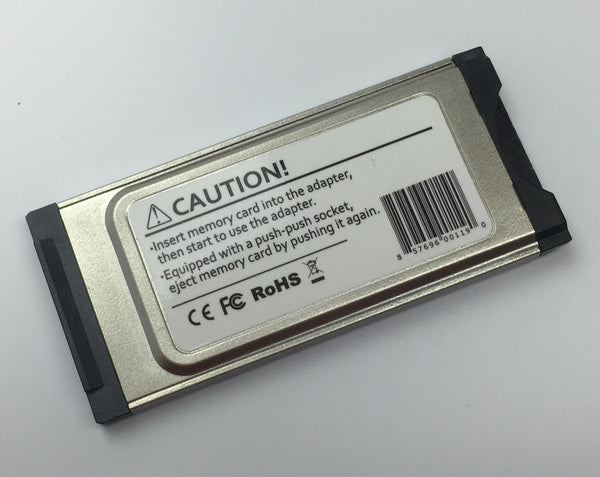 CAUTION!
•Insert memory card into the adapter,
then start to use the adapter.
•Equipped with a push-push socket,
eject memory card by pushing it again.
CE FC RoHS
8 57696 00119 0